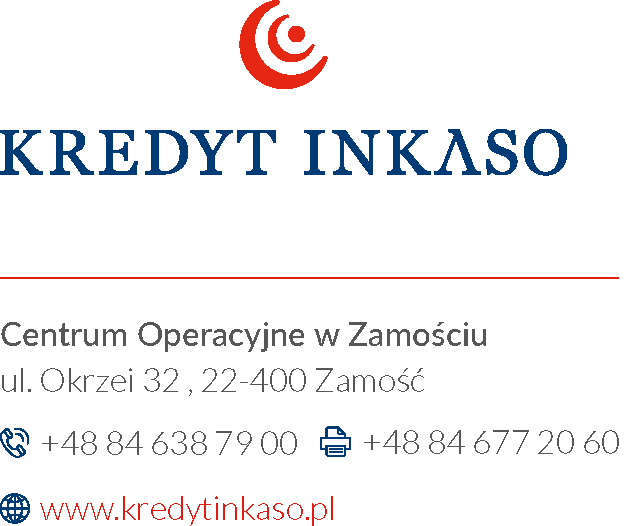 KREDYT INKASO
Centrum Operacyjne w Zamościu
ul. Okrzei 32 , 22-400 Zamość
+48 84 638 79 00 +48 84 677 20 60
www.kredytinkaso.pl